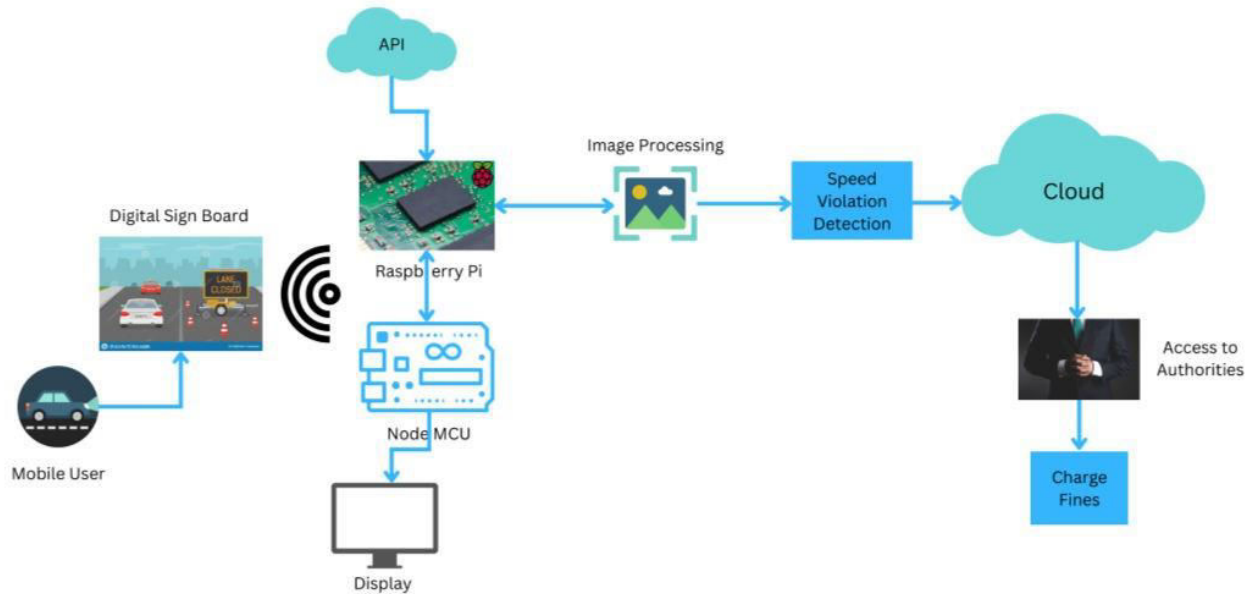 API
Image Processing
Speed
Violation
Detection
Cloud
Digital Sign Board
LANE
CLOSED
Raspberry Pi
Access to
Authorities
Node MCU
Mobile User
Charge
Fines
Display